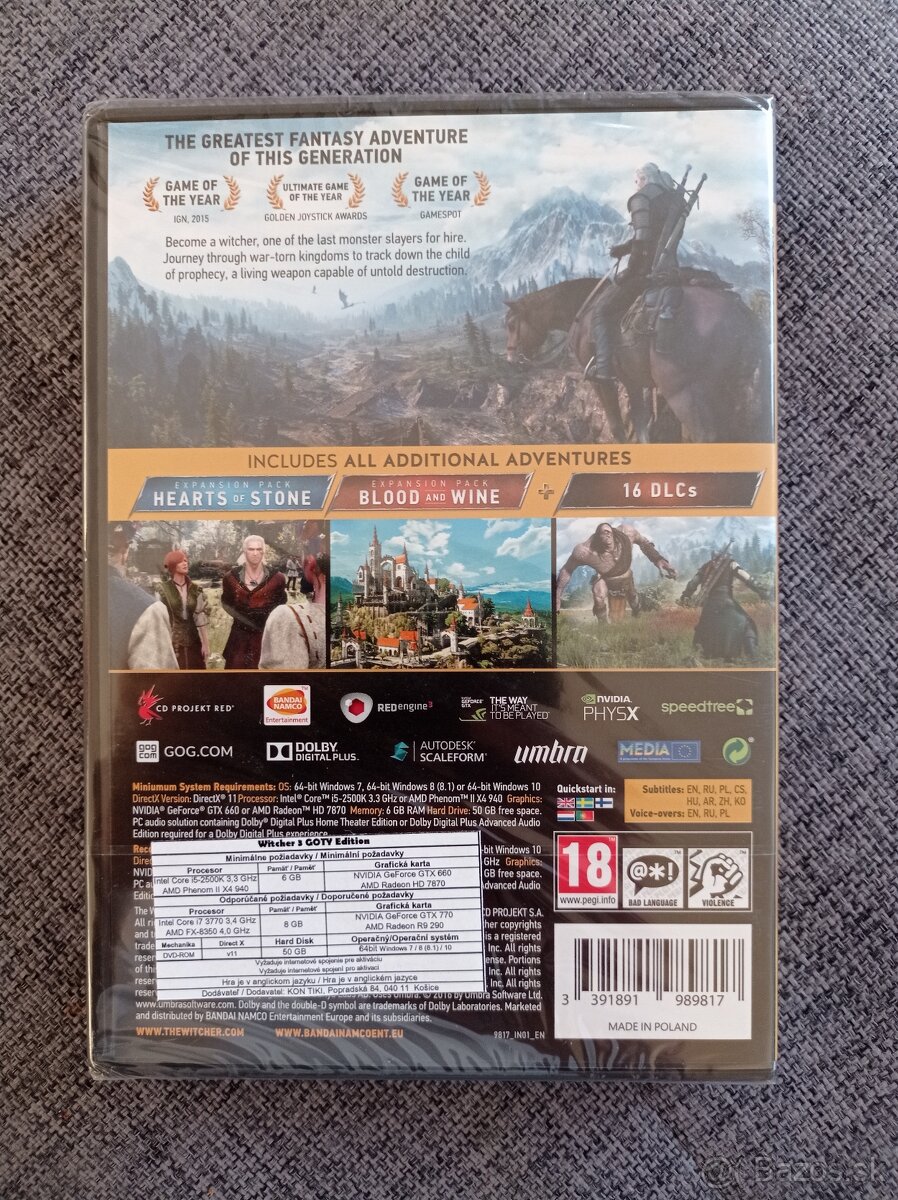 THE GREATEST FANTASY ADVENTURE
OF THIS GENERATION
GAME OF
THE YEAR
IGN, 2015
ULTIMATE GAME
OF THE YEAR
GOLDEN JOYSTICK AWARDS
GAME OF
THE YEAR
GAMESPOT
Become a witcher, one of the last monster slayers for hire.
Journey through war-torn kingdoms to track down the child
of prophecy, a living weapon capable of untold destruction.
INCLUDES ALL ADDITIONAL ADVENTURES
EXPANSION PACK
HEARTS OF STONE
EXPANSION PACK
BLOOD AND WINE
+
16 DLCs
CD PROJEKT RED®
BANDAI
NAMCO
Entertainment
REDengine3
THE WAY
IT'S MEANT
TO BE PLAYED
NVIDIA
PHYSX
speedtree
gog
com
GOG.COM
DOLBY
DIGITAL PLUS
AUTODESK®
SCALEFORM®
umbra
MEDIA
Miniumum System Requirements: OS: 64-bit Windows 7, 64-bit Windows 8 (8.1) or 64-bit Windows 10
DirectX Version: DirectX® 11 Processor: Intel® Core™ i5-2500K 3.3 GHz or AMD Phenom™ II X4 940 Graphics:
NVIDIA® GeForce® GTX 660 or AMD Radeon™ HD 7870 Memory: 6 GB RAM Hard Drive: 50 GB free space.
PC audio solution containing Dolby® Digital Plus Home Theater Edition or Dolby® Digital Plus Advanced Audio
Edition required for a Dolby Digital Plus experience.
Windows 10
GHz Graphics:
GB free space.
Advanced Audio
CD PROJEKT S.A.
www.umbrasoftware.com. Dolby and the double-D symbol are trademarks of Dolby Laboratories. Marketed
and distributed by BANDAI NAMCO Entertainment Europe and its subsidiaries.
WWW.THEWITCHER.COM
WWW.BANDAINAMCOENT.EU
9817_IN01_EN
Witcher 3 GOTY Edition
Minimálne požiadavky / Minimální požadavky
Procesor
Pamäť / Paměť
Grafická karta
Intel Core i5-2500K 3,3 GHz
AMD Phenom II X4 940
6 GB
NVIDIA GeForce GTX 660
AMD Radeon HD 7870
Odporúčané požiadavky / Doporučené požadavky
Procesor
Pamäť / Paměť
Grafická karta
Intel Core i7 3770 3,4 GHz
AMD FX-8350 4,0 GHz
8 GB
NVIDIA GeForce GTX 770
AMD Radeon R9 290
Mechanika
Direct X
Hard Disk
Operačný/Operační systém
DVD-ROM
v11
50 GB
64bit Windows 7 / 8 (8.1) / 10
Vyžaduje internetové spojenie pre aktiváciu
Vyžaduje internetové spojení pro aktivaci
Hra je v anglickom jazyku / Hra je v anglickém jazyce
Dodávateľ / Dodavatel: KON TIKI, Popradská 84, 040 11 Košice
Quickstart in:
Subtitles: EN, RU, PL, CS,
HU, AR, ZH, KO
Voice-overs: EN, RU, PL
18
www.pegi.info
@*!
BAD LANGUAGE
VIOLENCE
3 391891 989817
MADE IN POLAND
Bazos.sk